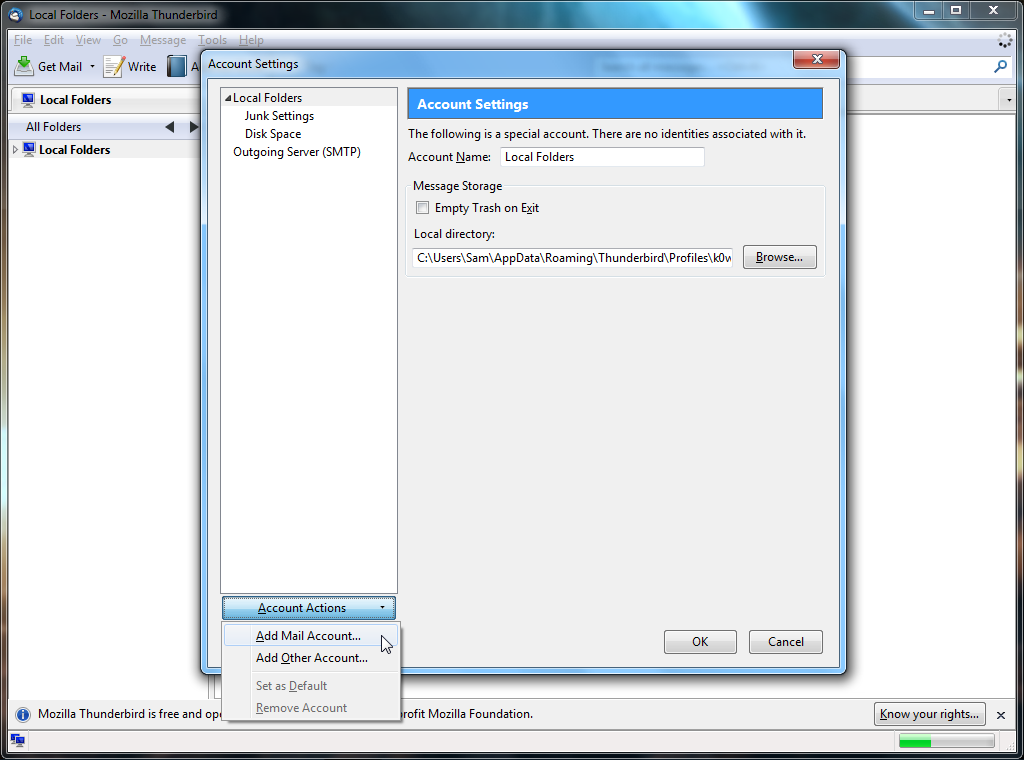 Local Folders - Mozilla Thunderbird
File Edit View Go Message Tools Help
Get Mail Write A
Local Folders
All Folders
Local Folders
Account Settings
Local Folders
Junk Settings
Disk Space
Outgoing Server (SMTP)
Account Settings
The following is a special account. There are no identities associated with it.
Account Name: Local Folders
Message Storage
Empty Trash on Exit
Local directory:
C:\Users\Sam\AppData\Roaming\Thunderbird\Profiles\k0w
Browse...
Account Actions
Add Mail Account...
Add Other Account...
Set as Default
Remove Account
OK Cancel
Mozilla Thunderbird is free and ope rofit Mozilla Foundation.
Know your rights...